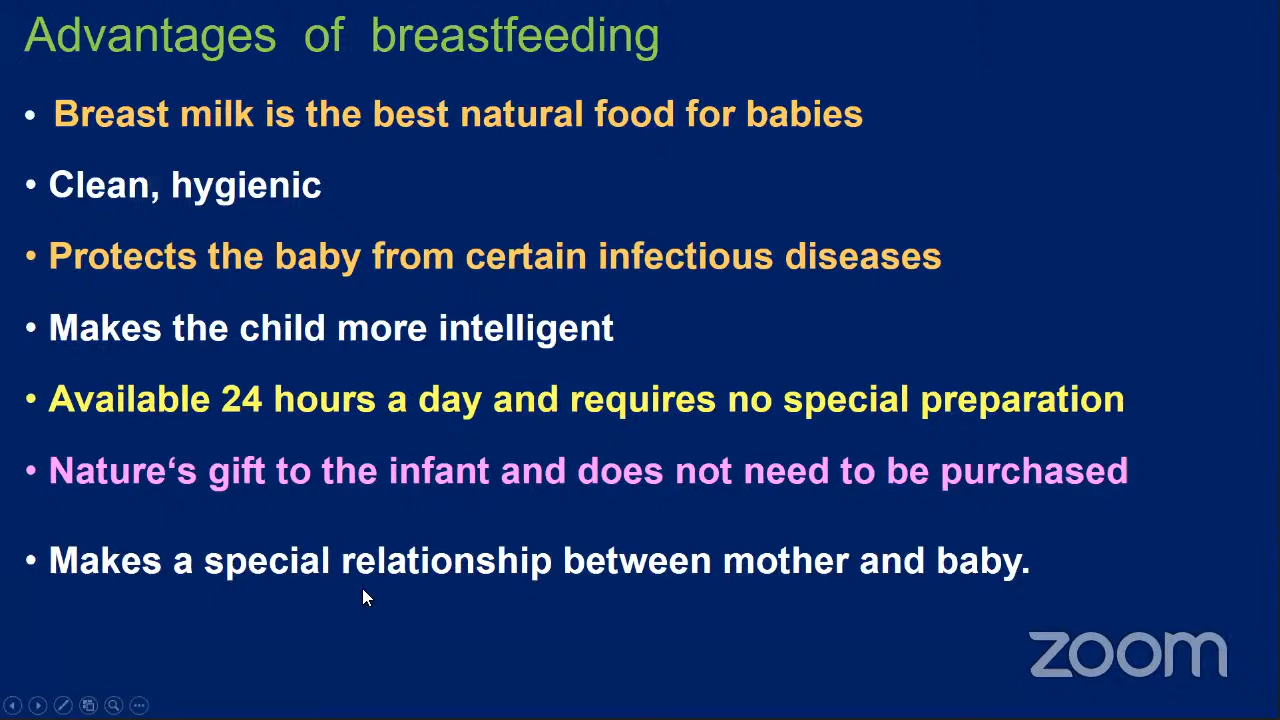 Advantages of breastfeeding
• Breast milk is the best natural food for babies
• Clean, hygienic
• Protects the baby from certain infectious diseases
• Makes the child more intelligent
• Available 24 hours a day and requires no special preparation
• Nature‘s gift to the infant and does not need to be purchased
• Makes a special relationship between mother and baby.
zoom